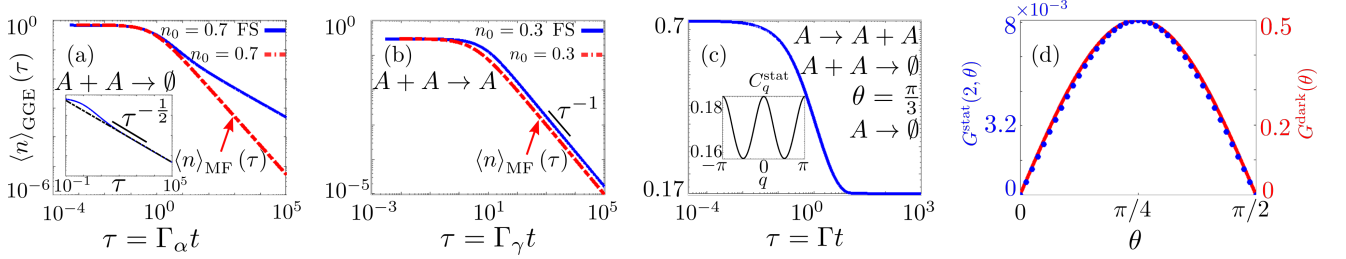 ⟨n⟩_GGE (τ)
10^0
10^-6
10^-4
10^0
10^5
τ = Γ_α t
(a)
n_0 = 0.7 FS
n_0 = 0.7
A + A → ∅
τ^-1/2
10^-1
τ
10^5
⟨n⟩_MF (τ)
10^0
10^-5
10^-3
10^1
10^5
τ = Γ_γ t
(b)
n_0 = 0.3 FS
n_0 = 0.3
A + A → A
τ^-1
⟨n⟩_MF (τ)
0.7
0.17
10^-4
10^0
10^3
τ = Γt
(c)
A → A + A
A + A → ∅
θ = π/3
A → ∅
C_q^stat
0.18
0.16
−π
0
π
q
8
×10^-3
3.2
0
G^stat(2, θ)
(d)
0.5
0.2
0
G^dark(θ)
0
π/4
π/2
θ